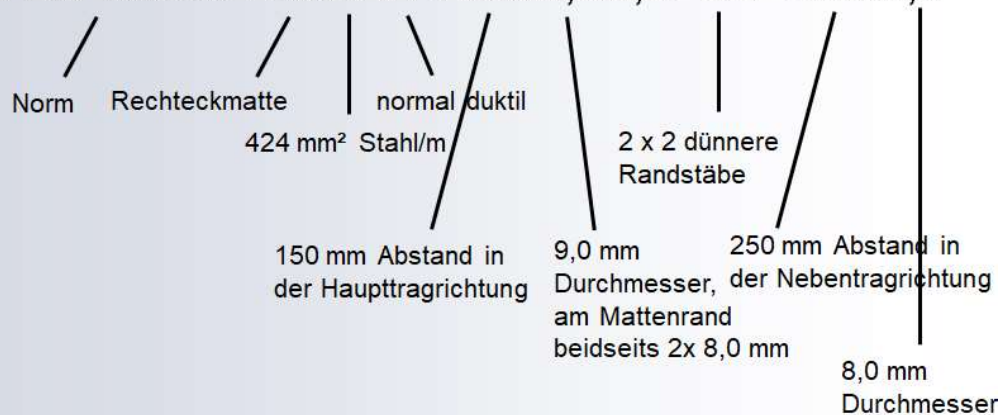 Norm
Rechteckmatte
normal duktil
424 mm² Stahl/m
2 x 2 dünnere
Randstäbe
150 mm Abstand in
der Haupttragrichtung
9,0 mm
Durchmesser,
am Mattenrand
beidseits 2x 8,0 mm
250 mm Abstand in
der Nebentragrichtung
8,0 mm
Durchmesser